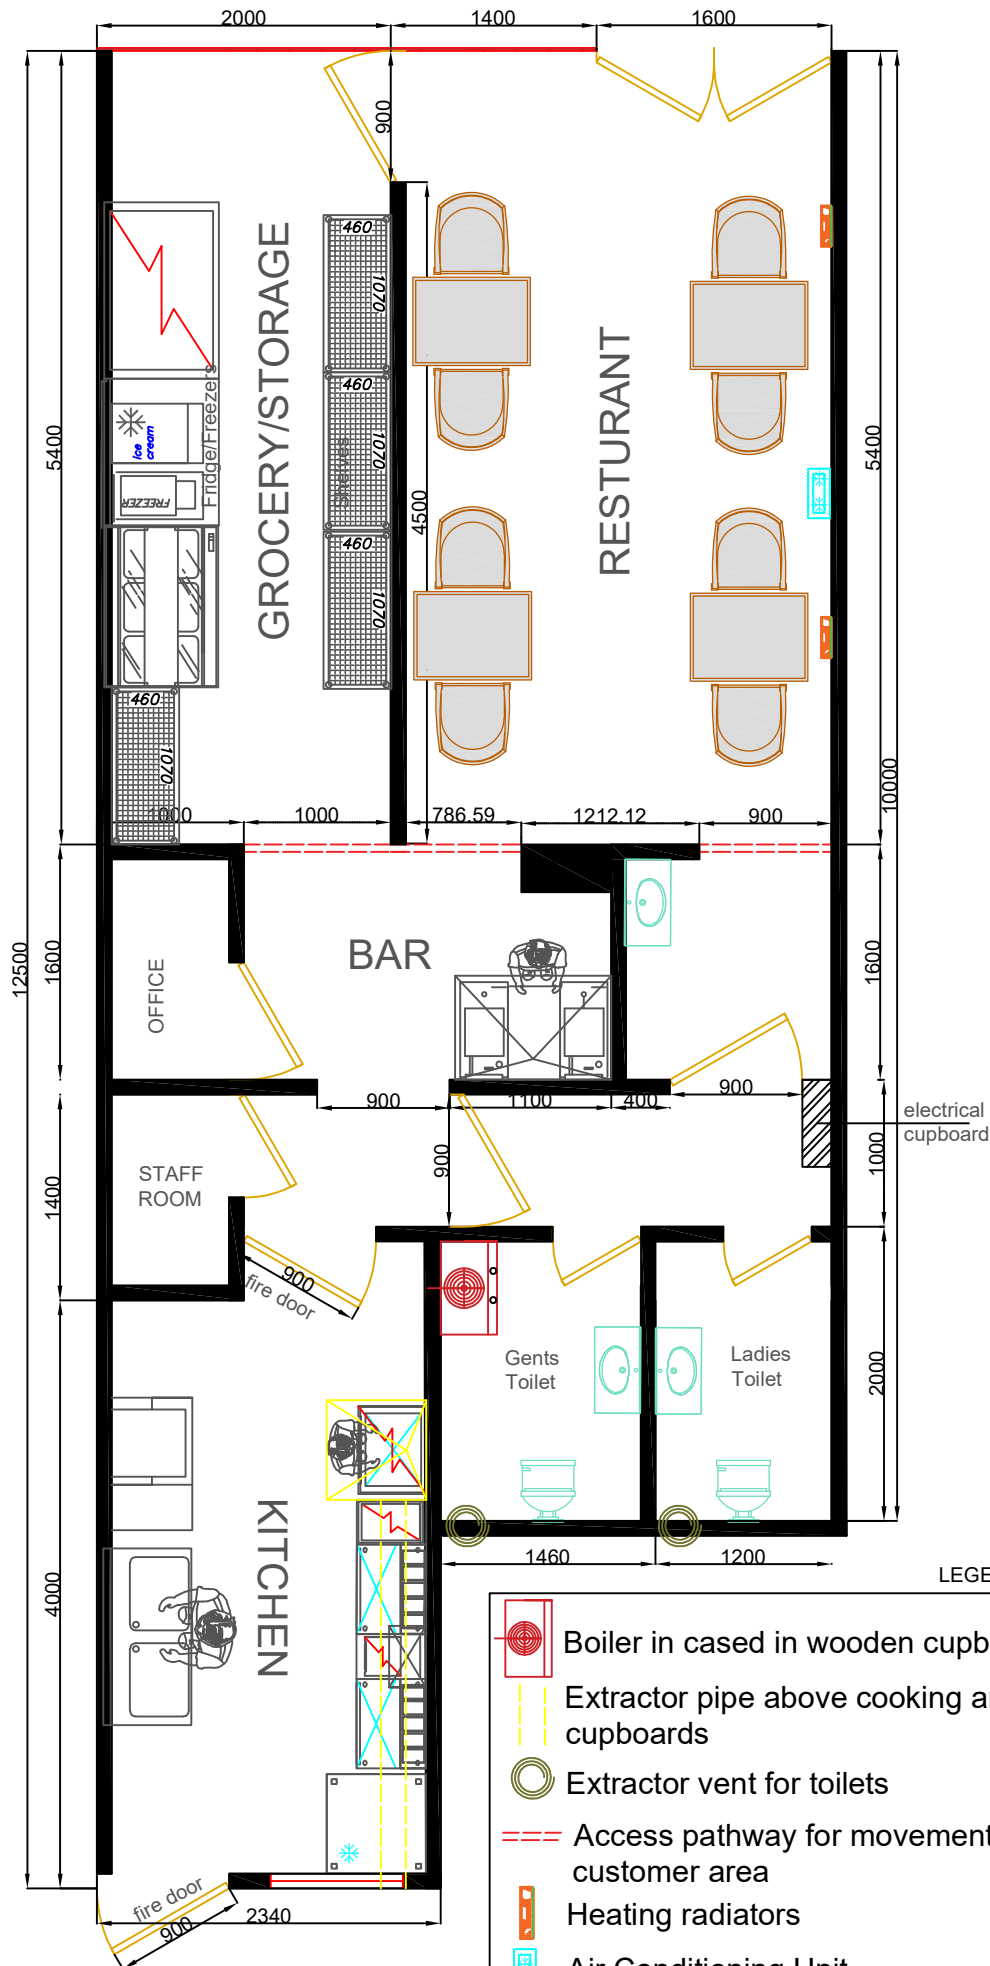 2000
1400
1600
900
460
1070
GROCERY/STORAGE
RESTURANT
Fridge/Freezers
ice
cream
FREEZER
460
1070
Shelves
5400
4500
5400
460
1070
460
1070
10000
1000
1000
786.59
1212.12
900
12500
1600
OFFICE
BAR
1600
900
1100
400
900
electrical
cupboard
900
1000
STAFF
ROOM
1400
900
fire door
Gents
Toilet
Ladies
Toilet
2000
KITCHEN
4000
1460
1200
fire door
900
2340
LEGE
Boiler in cased in wooden cupb
Extractor pipe above cooking a
cupboards
Extractor vent for toilets
Access pathway for movement
customer area
Heating radiators
Air Conditioning Unit